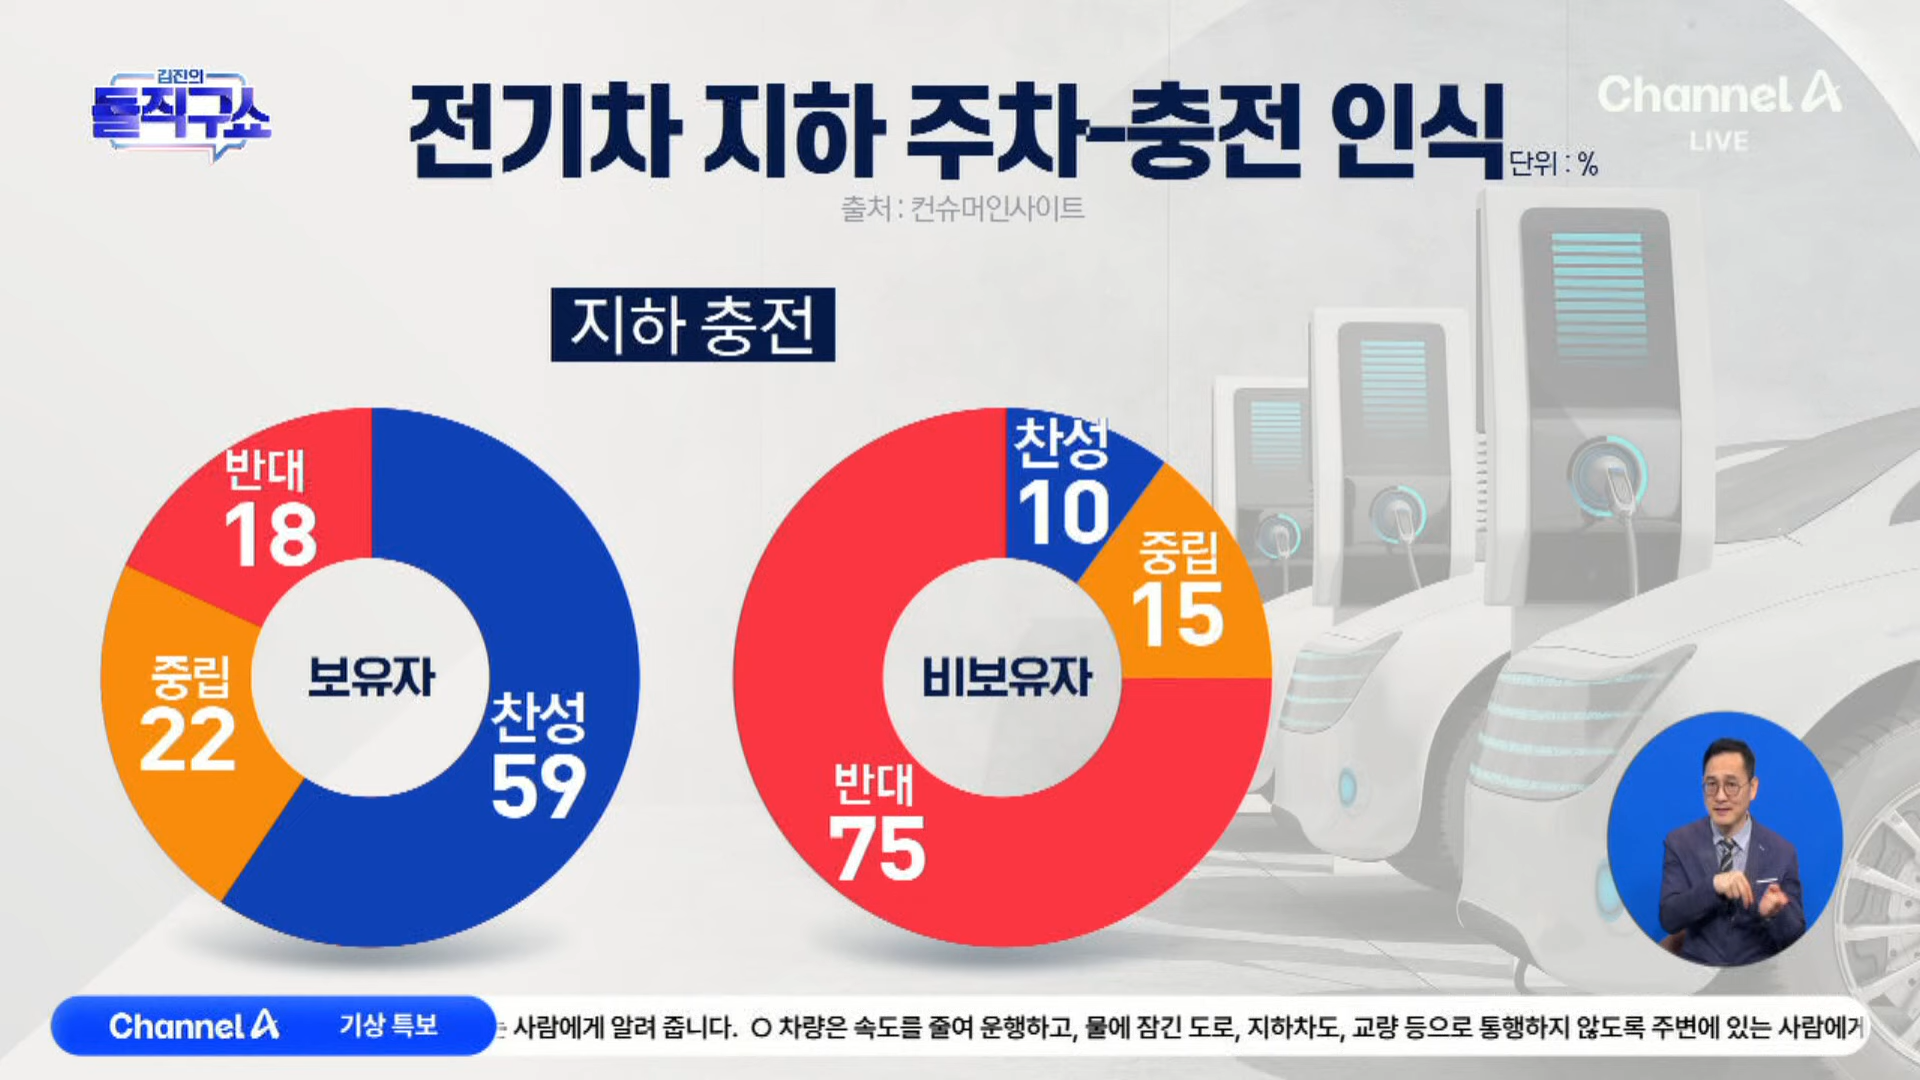 김진의
돌직구쇼
전기차 지하 주차-충전 인식
단위 : %
출처 : 컨슈머인사이트
Channel A
LIVE
지하 충전
반대
18
중립
22
보유자
찬성
59
찬성
10
중립
15
비보유자
반대
75
Channel A 기상 특보
사람에게 알려 줍니다. ○ 차량은 속도를 줄여 운행하고, 물에 잠긴 도로, 지하차도, 교량 등으로 통행하지 않도록 주변에 있는 사람에게